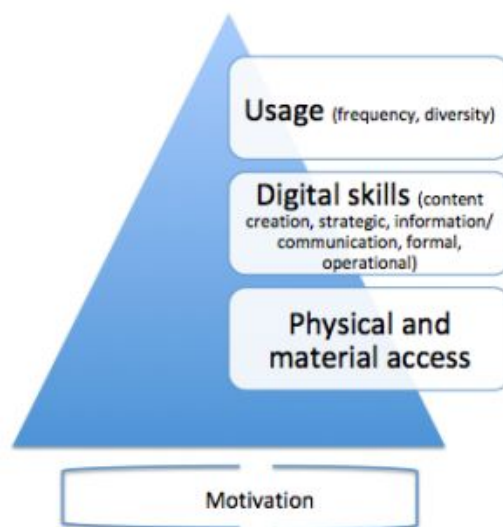 Usage (frequency, diversity)
Digital skills (content
creation, strategic, information/
communication, formal,
operational)
Physical and
material access
Motivation